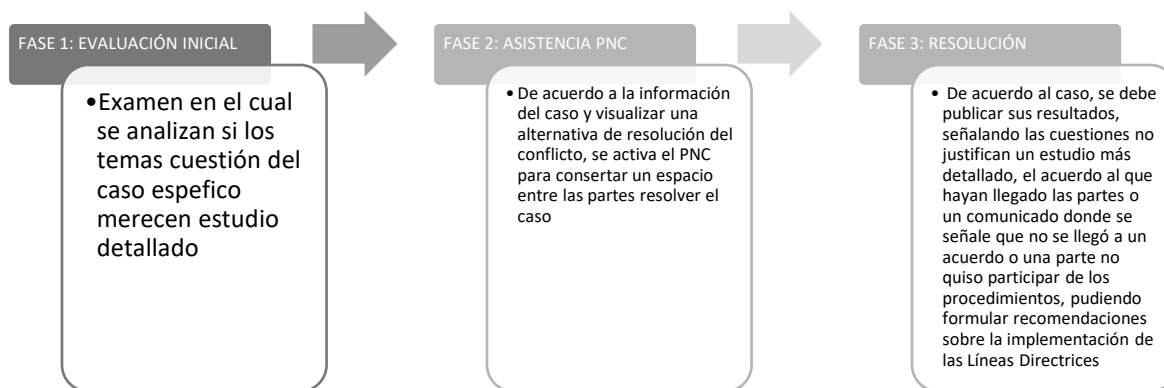 FASE 1: EVALUACIÓN INICIAL
•Examen en el cual
se analizan si los
temas cuestión del
caso espefico
merecen estudio
detallado
FASE 2: ASISTENCIA PNC
• De acuerdo a la información
del caso y visualizar una
alternativa de resolución del
conflicto, se activa el PNC
para consertar un espacio
entre las partes resolver el
caso
FASE 3: RESOLUCIÓN
• De acuerdo al caso, se debe
publicar sus resultados,
señalando las cuestiones no
justifican un estudio más
detallado, el acuerdo al que
hayan llegado las partes o
un comunicado donde se
señale que no se llegó a un
acuerdo o una parte no
quiso participar de los
procedimientos, pudiendo
formular recomendaciones
sobre la implementación de
las Líneas Directrices